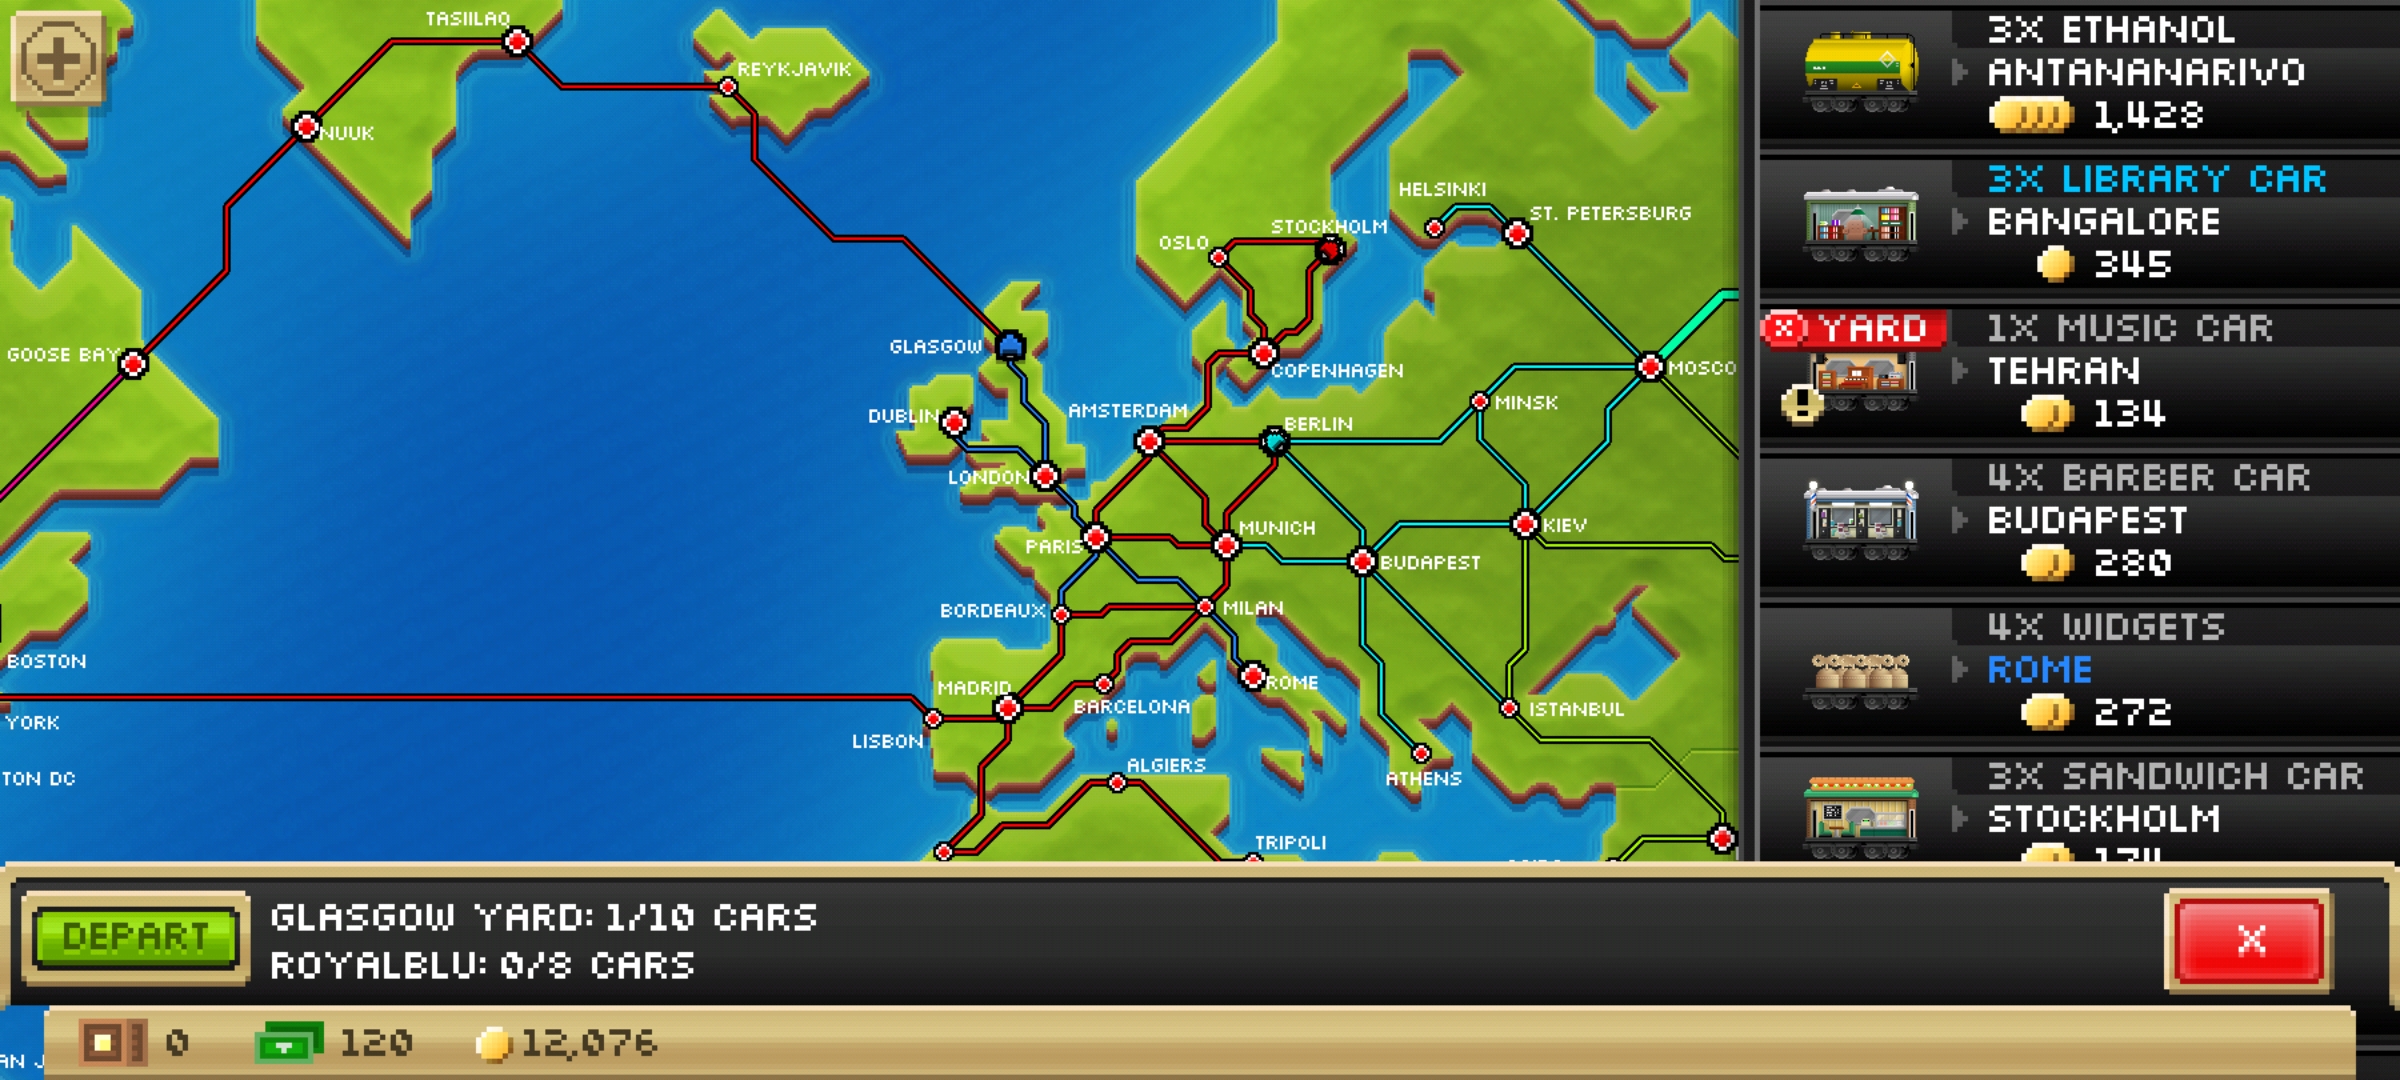 TASIILAQ
REYKJAVIK
NUUK
HELSINKI
ST. PETERSBURG
STOCKHOLM
OSLO
GLASGOW
GOOSE BAY
COPENHAGEN
MOSCO
AMSTERDAM
MINSK
DUBLIN
BERLIN
LONDON
MUNICH
KIEV
PARIS
BUDAPEST
BORDEAUX
MILAN
BOSTON
ROME
MADRID
BARCELONA
ISTANBUL
YORK
LISBON
ALGIERS
ATHENS
TON DC
TRIPOLI
3X ETHANOL
ANTANANARIVO
1,428
3X LIBRARY CAR
BANGALORE
345
X YARD
1X MUSIC CAR
TEHRAN
!
134
4X BARBER CAR
BUDAPEST
280
4X WIDGETS
ROME
272
3X SANDWICH CAR
STOCKHOLM
174
DEPART
GLASGOW YARD: 1/10 CARS
ROYALBLU: 0/8 CARS
X
0
120
12,076
AN J